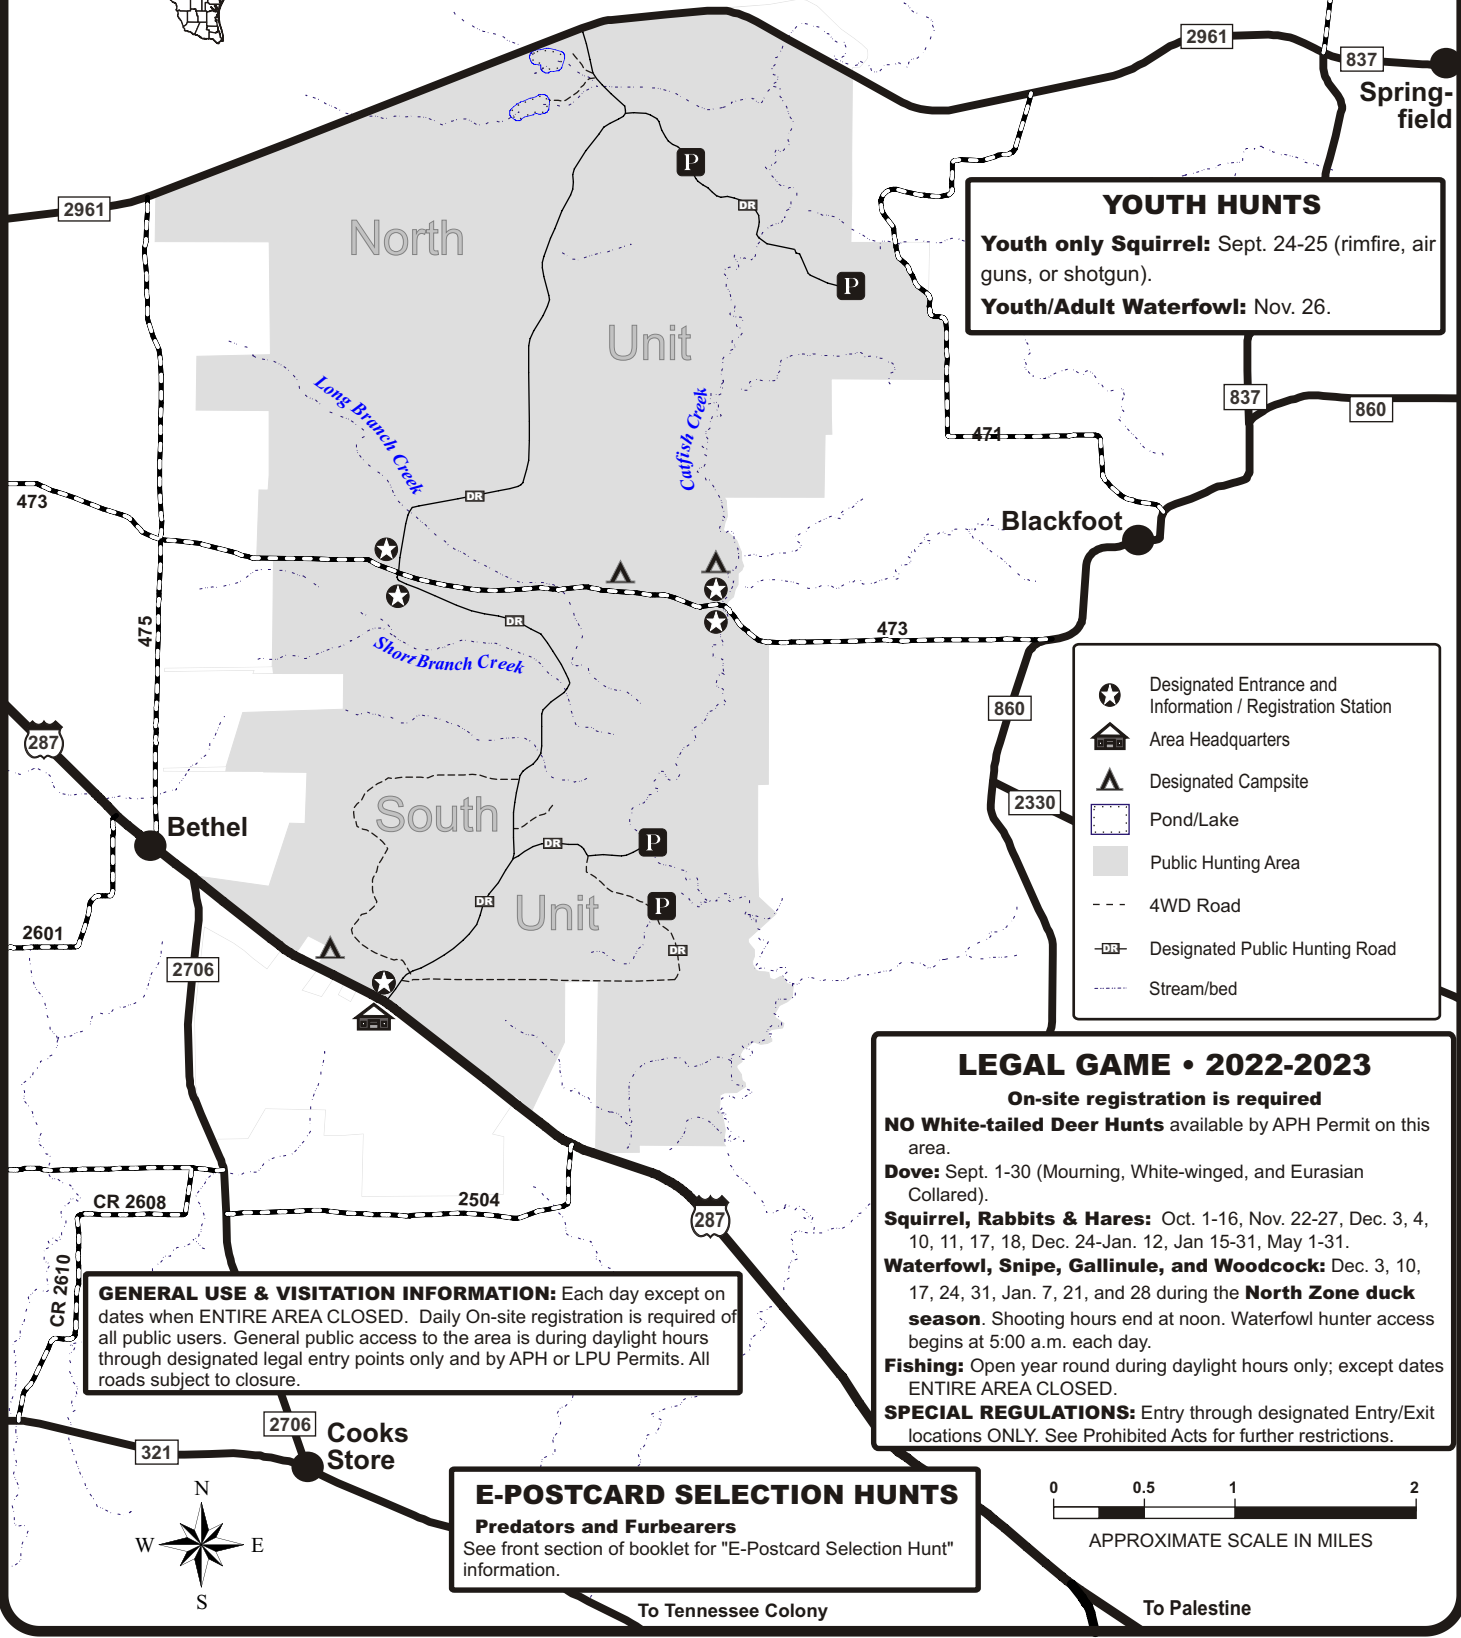 2961
837
Spring-
field
2961
North
P
DR
P
Unit
YOUTH HUNTS
Youth only Squirrel: Sept. 24-25 (rimfire, air
guns, or shotgun).
Youth/Adult Waterfowl: Nov. 26.
837
860
Long Branch Creek
Catfish Creek
471
473
DR
Blackfoot
475
DR
473
Short Branch Creek
860
287
2330
Bethel
South
DR
P
DR
Unit
P
DR
2601
2706
Designated Entrance and
Information / Registration Station
Area Headquarters
Designated Campsite
Pond/Lake
Public Hunting Area
4WD Road
DR
Designated Public Hunting Road
Stream/bed
CR 2608
2504
287
CR 2610
LEGAL GAME • 2022-2023
On-site registration is required
NO White-tailed Deer Hunts available by APH Permit on this
area.
Dove: Sept. 1-30 (Mourning, White-winged, and Eurasian
Collared).
Squirrel, Rabbits & Hares: Oct. 1-16, Nov. 22-27, Dec. 3, 4,
10, 11, 17, 18, Dec. 24-Jan. 12, Jan 15-31, May 1-31.
Waterfowl, Snipe, Gallinule, and Woodcock: Dec. 3, 10,
17, 24, 31, Jan. 7, 21, and 28 during the North Zone duck
season. Shooting hours end at noon. Waterfowl hunter access
begins at 5:00 a.m. each day.
Fishing: Open year round during daylight hours only; except dates
ENTIRE AREA CLOSED.
SPECIAL REGULATIONS: Entry through designated Entry/Exit
locations ONLY. See Prohibited Acts for further restrictions.
GENERAL USE & VISITATION INFORMATION: Each day except on
dates when ENTIRE AREA CLOSED. Daily On-site registration is required of
all public users. General public access to the area is during daylight hours
through designated legal entry points only and by APH or LPU Permits. All
roads subject to closure.
2706
Cooks
Store
321
N
W
E
S
E-POSTCARD SELECTION HUNTS
Predators and Furbearers
See front section of booklet for "E-Postcard Selection Hunt"
information.
0 0.5 1 2
APPROXIMATE SCALE IN MILES
To Tennessee Colony
To Palestine